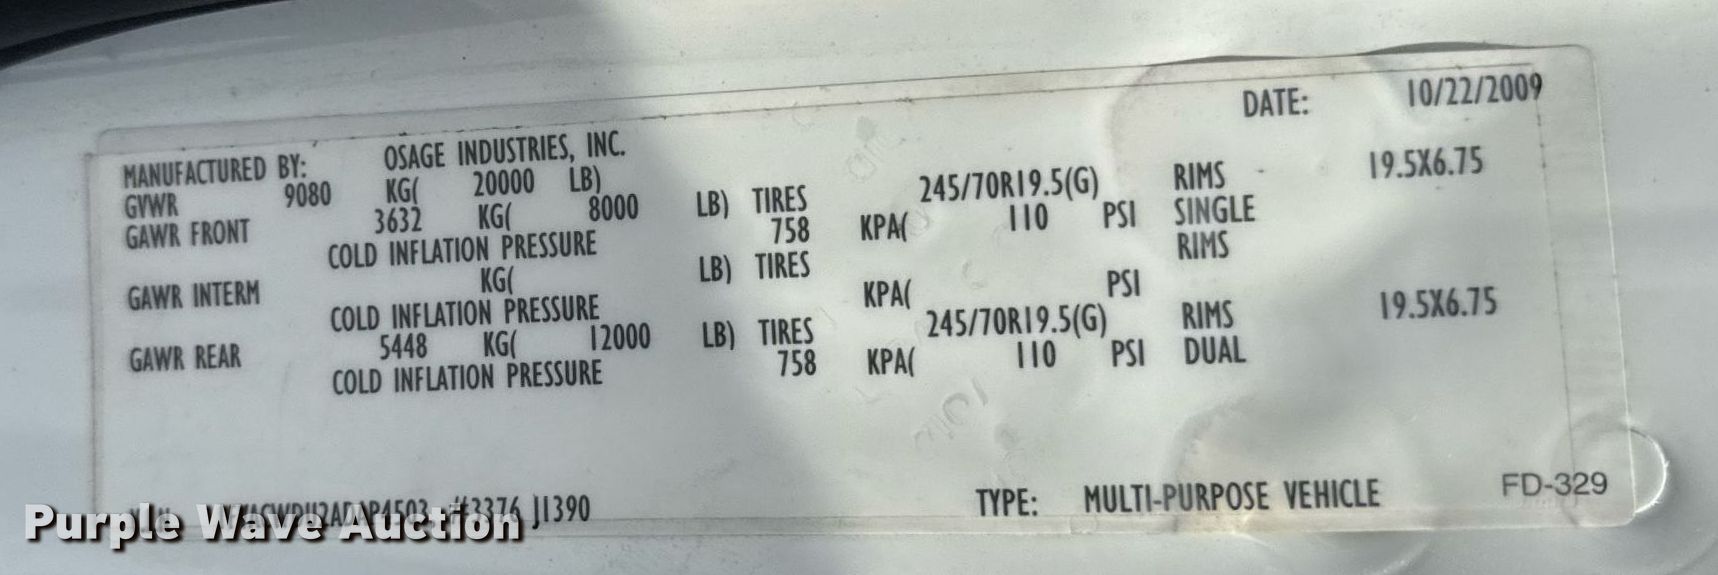 DATE: 10/22/2009
MANUFACTURED BY: OSAGE INDUSTRIES, INC.
GVWR 9080 KG( 20000 LB)
GAWR FRONT 3632 KG( 8000 LB) TIRES 245/70R19.5(G) RIMS 19.5X6.75
COLD INFLATION PRESSURE 758 KPA( 110 PSI SINGLE
GAWR INTERM KG( LB) TIRES RIMS
COLD INFLATION PRESSURE KPA( PSI
GAWR REAR 5448 KG( 12000 LB) TIRES 245/70R19.5(G) RIMS 19.5X6.75
COLD INFLATION PRESSURE 758 KPA( 110 PSI DUAL
#3376 J1390 TYPE: MULTI-PURPOSE VEHICLE FD-329
Purple Wave Auction